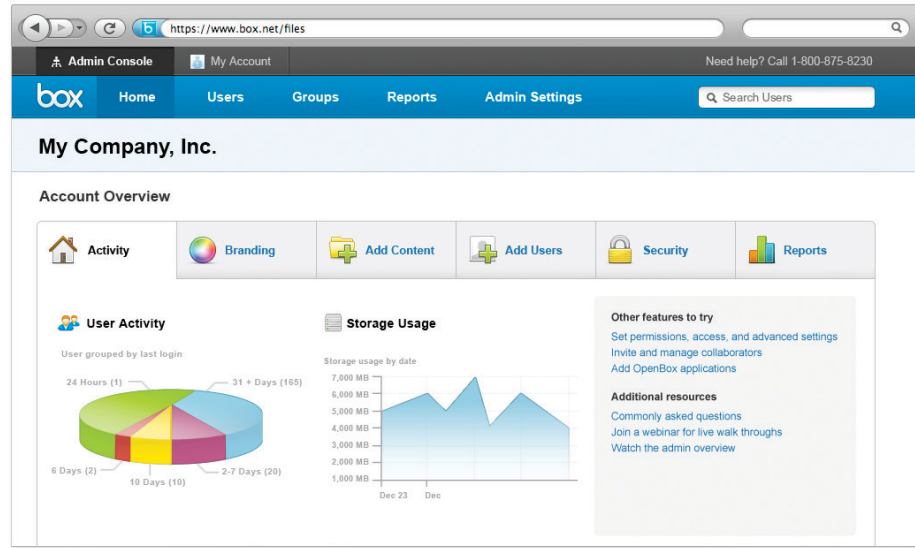 https://www.box.net/files
Admin Console
My Account
Need help? Call 1-800-875-8230
box
Home
Users
Groups
Reports
Admin Settings
Search Users
My Company, Inc.
Account Overview
Activity
Branding
Add Content
Add Users
Security
Reports
User Activity
User grouped by last login
24 Hours (1)
31 + Days (165)
6 Days (2)
10 Days (10)
2-7 Days (20)
Storage Usage
Storage usage by date
7,000 MB
6,000 MB
5,000 MB
4,000 MB
3,000 MB
2,000 MB
1,000 MB
Dec 23
Dec
Other features to try
Set permissions, access, and advanced settings
Invite and manage collaborators
Add OpenBox applications
Additional resources
Commonly asked questions
Join a webinar for live walk throughs
Watch the admin overview